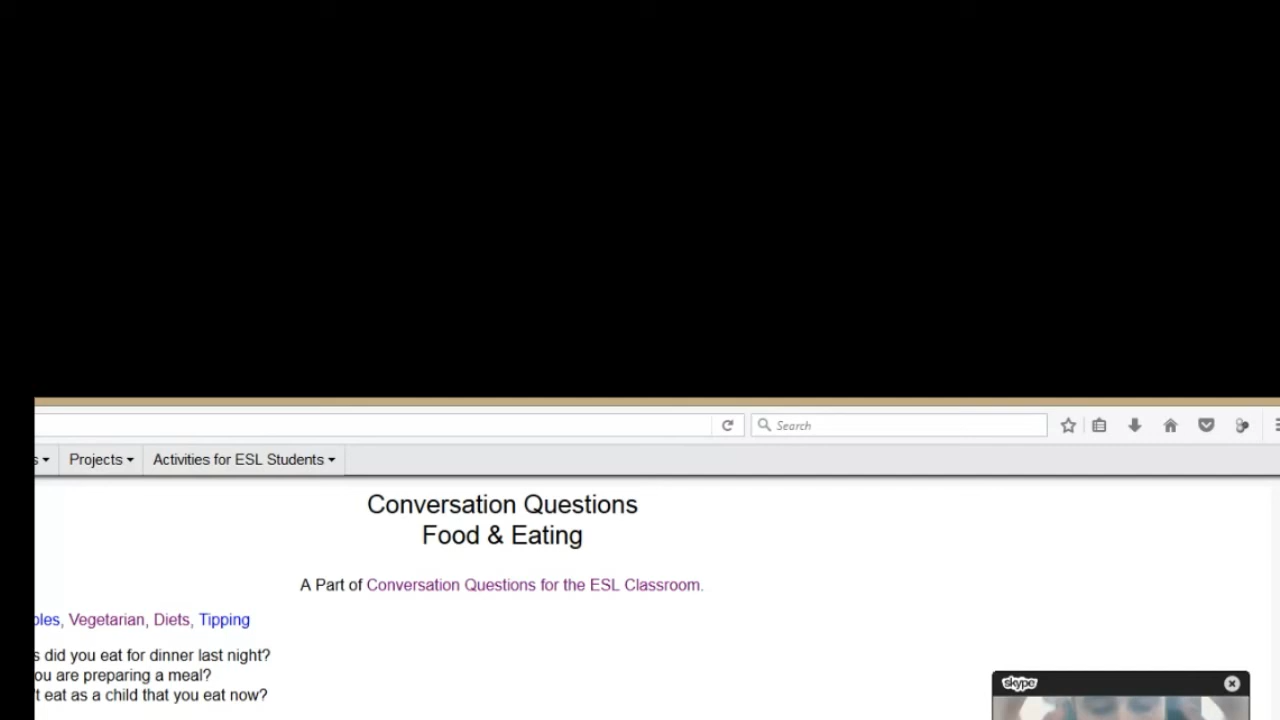 Search
s Projects Activities for ESL Students
Conversation Questions
Food & Eating
A Part of Conversation Questions for the ESL Classroom.
bles, Vegetarian, Diets, Tipping
s did you eat for dinner last night?
ou are preparing a meal?
't eat as a child that you eat now?
skype